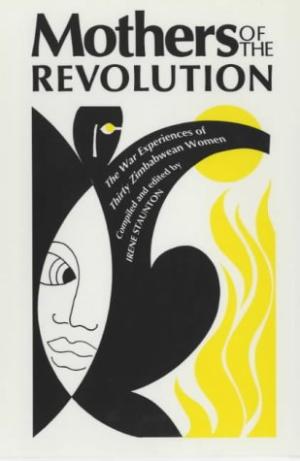 Mothers OF THE
REVOLUTION
The War Experiences of
Thirty Zimbabwean Women
Compiled and edited by
IRENE STAUNTON